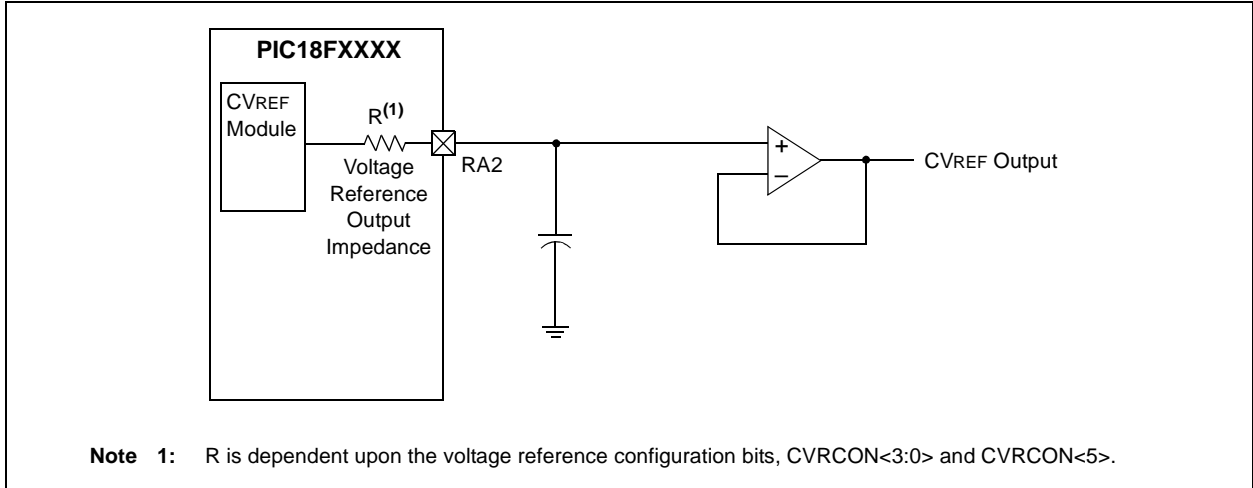 PIC18FXXXX
CVREF
Module
R(1)
Voltage
Reference
Output
Impedance
RA2
+
–
CVREF Output
Note 1: R is dependent upon the voltage reference configuration bits, CVRCON<3:0> and CVRCON<5>.